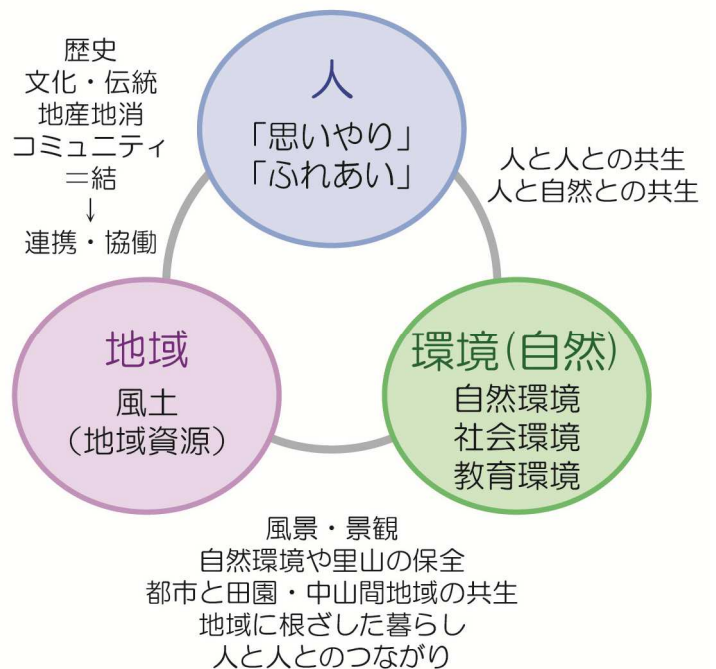 歴史
文化・伝統
地産地消
コミュニティ
＝結
↓
連携・協働
人
「思いやり」
「ふれあい」
人と人との共生
人と自然との共生
地域
風土
（地域資源）
環境(自然)
自然環境
社会環境
教育環境
風景・景観
自然環境や里山の保全
都市と田園・中山間地域の共生
地域に根ざした暮らし
人と人とのつながり